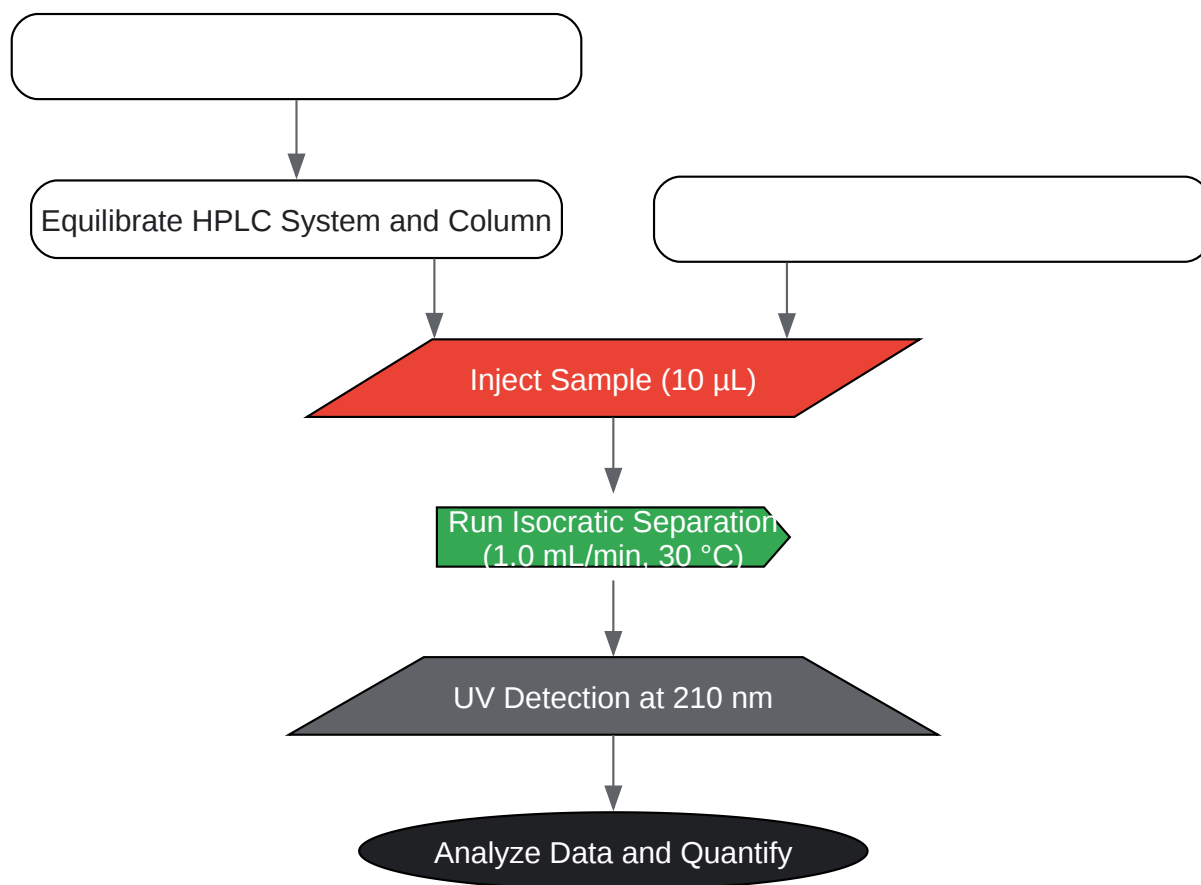 Equilibrate HPLC System and Column
Inject Sample (10 µL)
Run Isocratic Separation
(1.0 mL/min, 30 °C)
UV Detection at 210 nm
Analyze Data and Quantify